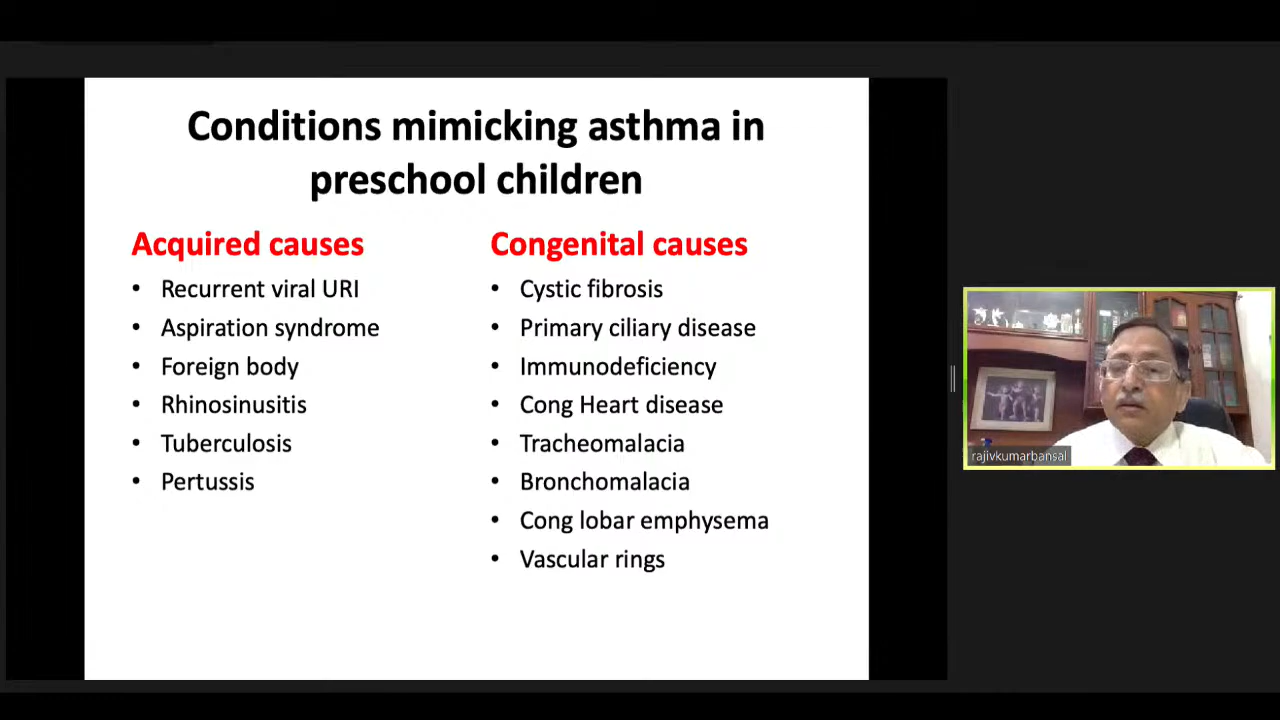 Conditions mimicking asthma in
preschool children
Acquired causes
• Recurrent viral URI
• Aspiration syndrome
• Foreign body
• Rhinosinusitis
• Tuberculosis
• Pertussis
Congenital causes
• Cystic fibrosis
• Primary ciliary disease
• Immunodeficiency
• Cong Heart disease
• Tracheomalacia
• Bronchomalacia
• Cong lobar emphysema
• Vascular rings
rajivkumarbansal